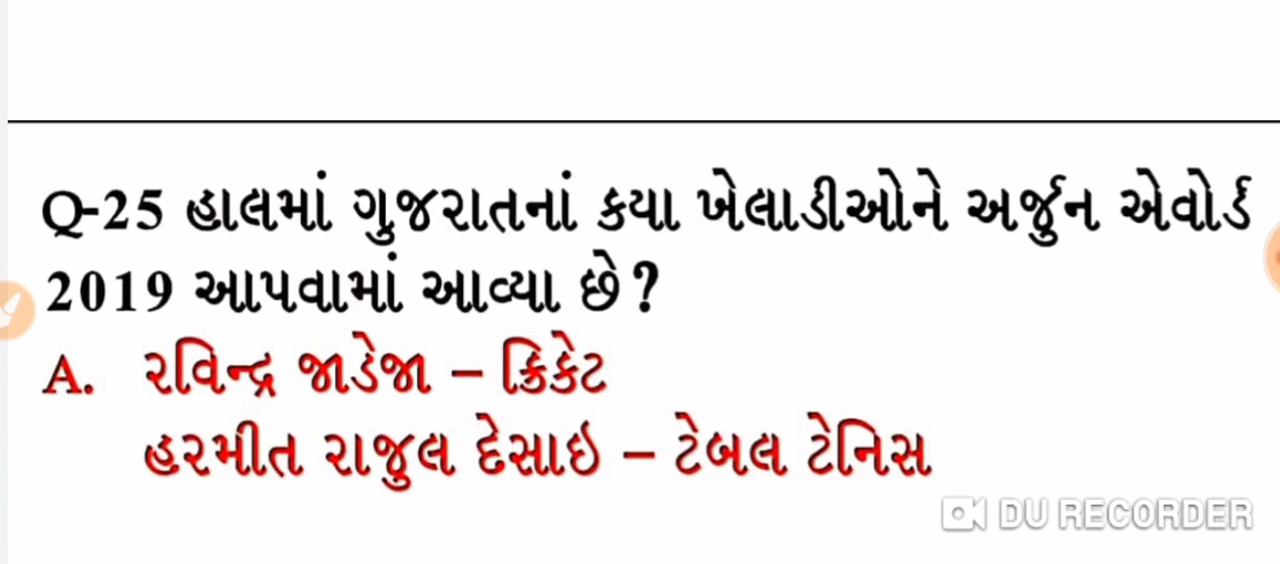 Q-25 હાલમાં ગુજરાતનાં કયા ખેલાડીઓને અર્જુન એવોર્ડ
2019 આપવામાં આવ્યા છે?
A. રવિન્દ્ર જાડેજા – ક્રિકેટ
હરમીત રાજુલ દેસાઇ – ટેબલ ટેનિસ
DU RECORDER